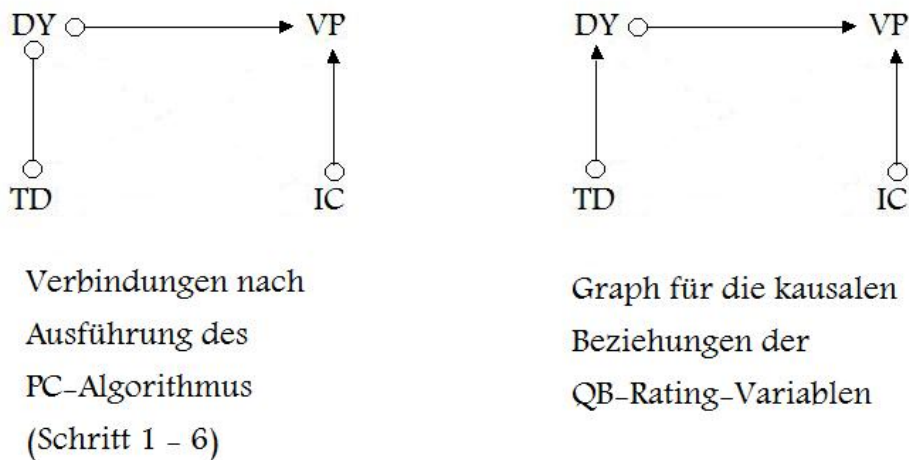 DY VP
TD IC
Verbindungen nach
Ausführung des
PC-Algorithmus
(Schritt 1 - 6)
DY VP
TD IC
Graph für die kausalen
Beziehungen der
QB-Rating-Variablen